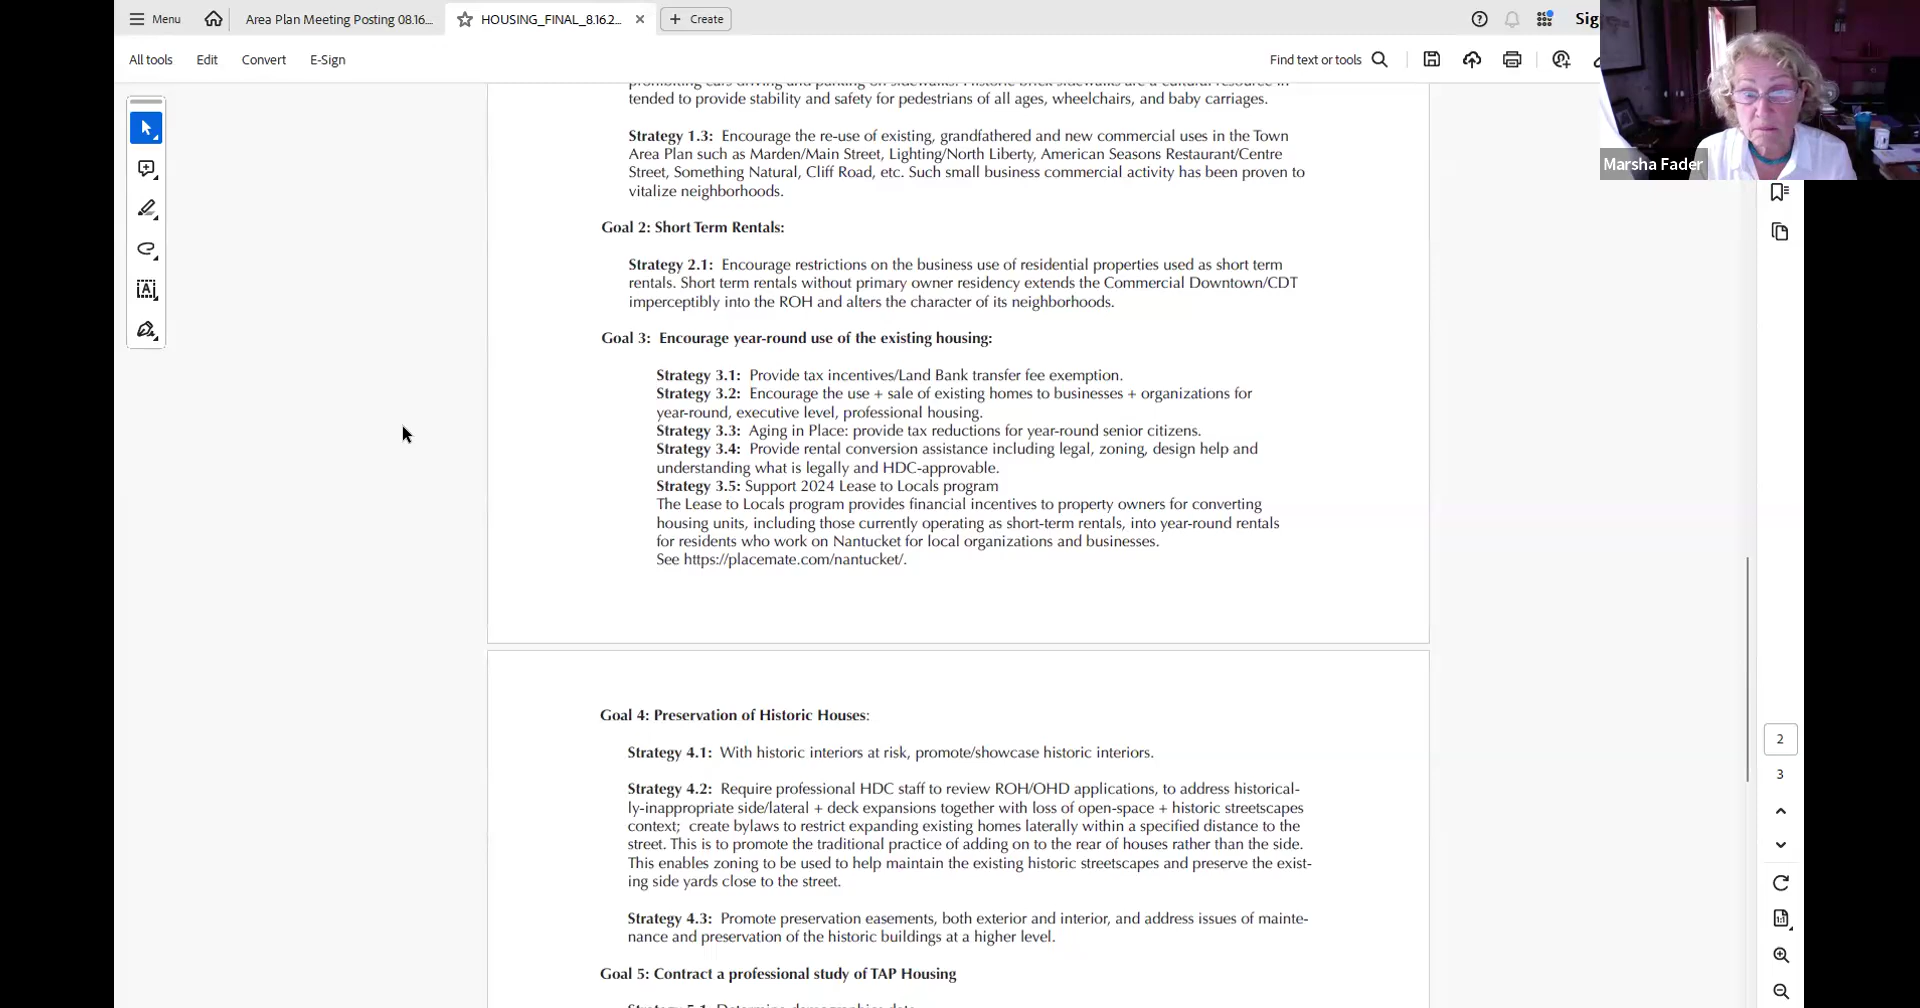 Menu
Area Plan Meeting Posting 08.16...
HOUSING_FINAL_8.16.2...
Create
All tools
Edit
Convert
E-Sign
Find text or tools
Marsha Fader
tended to provide stability and safety for pedestrians of all ages, wheelchairs, and baby carriages.
Strategy 1.3: Encourage the re-use of existing, grandfathered and new commercial uses in the Town
Area Plan such as Marden/Main Street, Lighting/North Liberty, American Seasons Restaurant/Centre
Street, Something Natural, Cliff Road, etc. Such small business commercial activity has been proven to
vitalize neighborhoods.
Goal 2: Short Term Rentals:
Strategy 2.1: Encourage restrictions on the business use of residential properties used as short term
rentals. Short term rentals without primary owner residency extends the Commercial Downtown/CDT
imperceptibly into the ROH and alters the character of its neighborhoods.
Goal 3: Encourage year-round use of the existing housing:
Strategy 3.1: Provide tax incentives/Land Bank transfer fee exemption.
Strategy 3.2: Encourage the use + sale of existing homes to businesses + organizations for
year-round, executive level, professional housing.
Strategy 3.3: Aging in Place: provide tax reductions for year-round senior citizens.
Strategy 3.4: Provide rental conversion assistance including legal, zoning, design help and
understanding what is legally and HDC-approvable.
Strategy 3.5: Support 2024 Lease to Locals program
The Lease to Locals program provides financial incentives to property owners for converting
housing units, including those currently operating as short-term rentals, into year-round rentals
for residents who work on Nantucket for local organizations and businesses.
See https://placemate.com/nantucket/.
Goal 4: Preservation of Historic Houses:
Strategy 4.1: With historic interiors at risk, promote/showcase historic interiors.
Strategy 4.2: Require professional HDC staff to review ROH/OHD applications, to address historical-
ly-inappropriate side/lateral + deck expansions together with loss of open-space + historic streetscapes
context; create bylaws to restrict expanding existing homes laterally within a specified distance to the
street. This is to promote the traditional practice of adding on to the rear of houses rather than the side.
This enables zoning to be used to help maintain the existing historic streetscapes and preserve the exist-
ing side yards close to the street.
Strategy 4.3: Promote preservation easements, both exterior and interior, and address issues of mainte-
nance and preservation of the historic buildings at a higher level.
Goal 5: Contract a professional study of TAP Housing
2
3